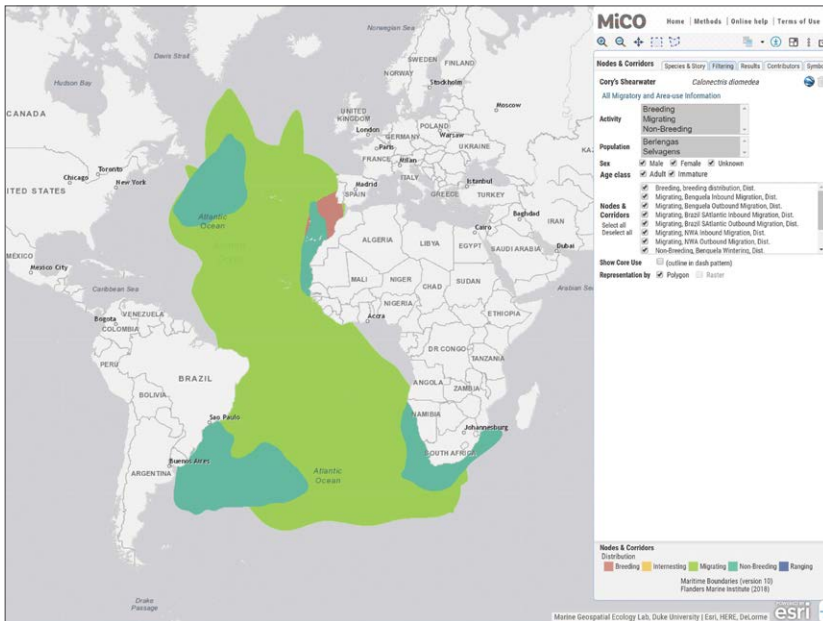 Norwegian Sea
Davis Strait
Hudson Bay
CANADA
SWEDEN
FINLAND
NORWAY
Stockholm
Moscow
UNITED KINGDOM
London
POLAND
Warsaw
GERMANY
Paris
UKRAINE
FRANCE
Milan
ITALY
Toronto
Chicago
New York
UNITED STATES
Madrid
SPAIN
Istanbul
GREECE
TURKEY
Atlantic Ocean
Baghdad
IRAN
Cairo
ALGERIA
LIBYA
EGYPT
SAUDI ARABIA
Dubai
MÉXICO
Mexico City
MALI
NIGER
CHAD
SUDAN
Arabian Sea
Caribbean Sea
NIGERIA
VENEZUELA
Bogota
COLOMBIA
Accra
ETHIOPIA
DR CONGO
TANZANIA
PERU
BRAZIL
ANGOLA
ZAMBIA
BOLIVIA
NAMIBIA
Sao Paulo
Johannesburg
SOUTH AFRICA
Buenos Aires
ARGENTINA
Atlantic Ocean
Drake Passage
MiCO
Home | Methods | Online help | Terms of Use
Nodes & Corridors Species & Story Filtering Results Contributors
Cory's Shearwater Calonectris diomedea
All Migratory and Area-use Information
Activity
Breeding
Migrating
Non-Breeding
Population
Berlengas
Selvagens
Sex Male Female Unknown
Age class Adult Immature
Nodes & Corridors
Select all
Deselect all
Breeding, breeding distribution, Dist.
Migrating, Benguela Inbound Migration, Dist.
Migrating, Benguela Outbound Migration, Dist.
Migrating, Brazil SAtlantic Inbound Migration, Dist.
Migrating, Brazil SAtlantic Outbound Migration, Dist.
Migrating, NWA Inbound Migration, Dist.
Migrating, NWA Outbound Migration, Dist.
Non-Breeding, Benquela Wintering, Dist.
Show Core Use (outline in dash pattern)
Representation by Polygon Raster
Nodes & Corridors
Distribution
Breeding Internesting Migrating Non-Breeding Ranging
Maritime Boundaries (version 10)
Flanders Marine Institute (2018)
Marine Geospatial Ecology Lab, Duke University | Esri, HERE, DeLorme
POWERED BY
esri